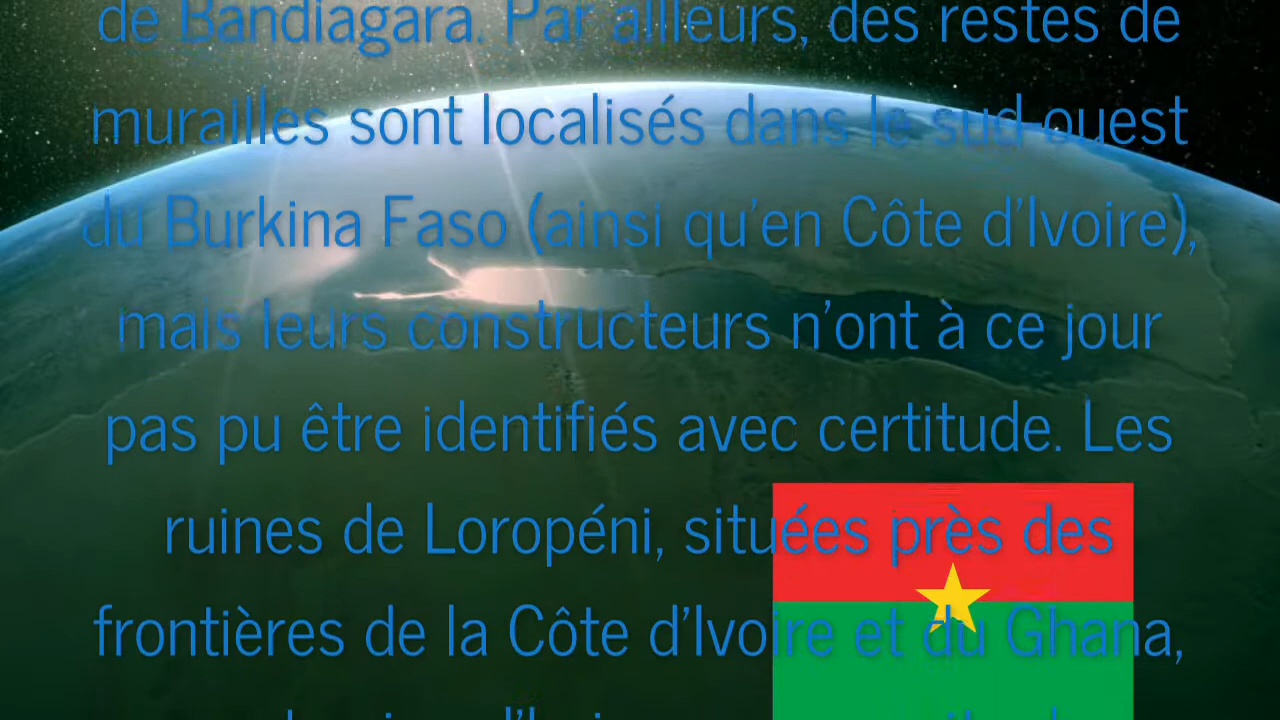 de Bandiagara. Par ailleurs, des restes de
murailles sont localisés dans le sud-ouest
du Burkina Faso (ainsi qu’en Côte d’Ivoire),
mais leurs constructeurs n’ont à ce jour
pas pu être identifiés avec certitude. Les
ruines de Loropéni, situées près des
frontières de la Côte d’Ivoire et du Ghana,